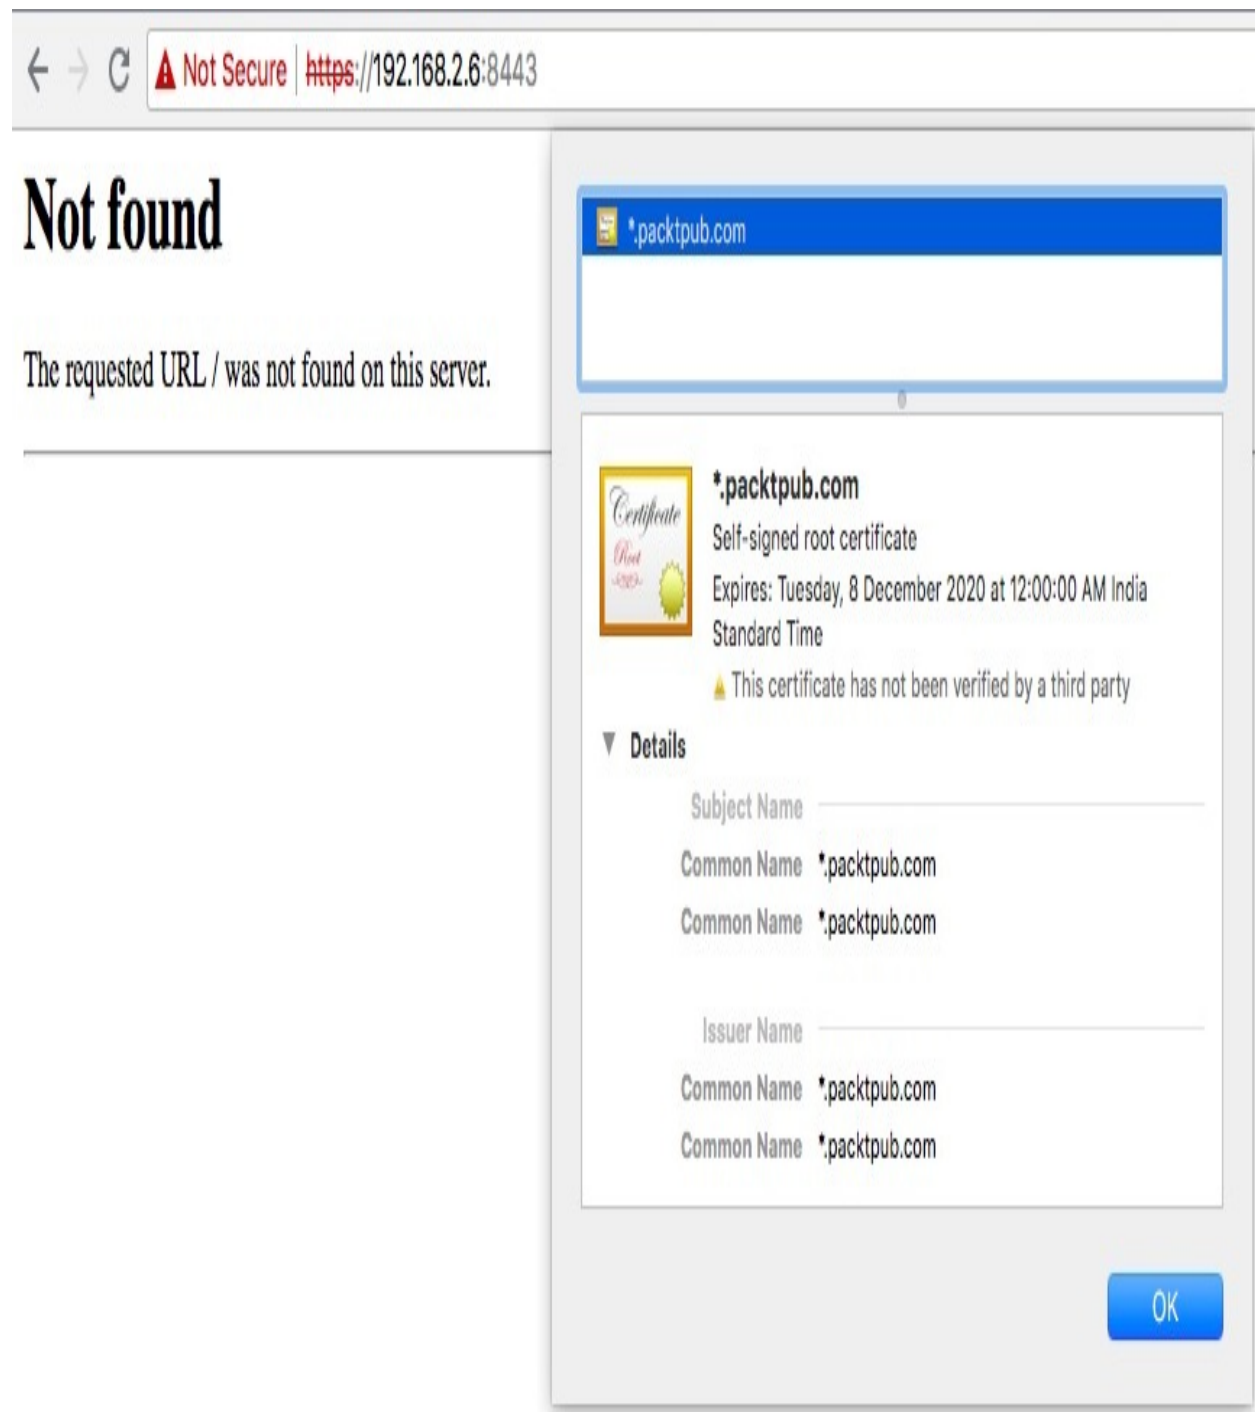 Not Secure https://192.168.2.6:8443
Not found
The requested URL / was not found on this server.
*.packtpub.com
Certificate
Root
*.packtpub.com
Self-signed root certificate
Expires: Tuesday, 8 December 2020 at 12:00:00 AM India
Standard Time
This certificate has not been verified by a third party
Details
Subject Name
Common Name *.packtpub.com
Common Name *.packtpub.com
Issuer Name
Common Name *.packtpub.com
Common Name *.packtpub.com
OK